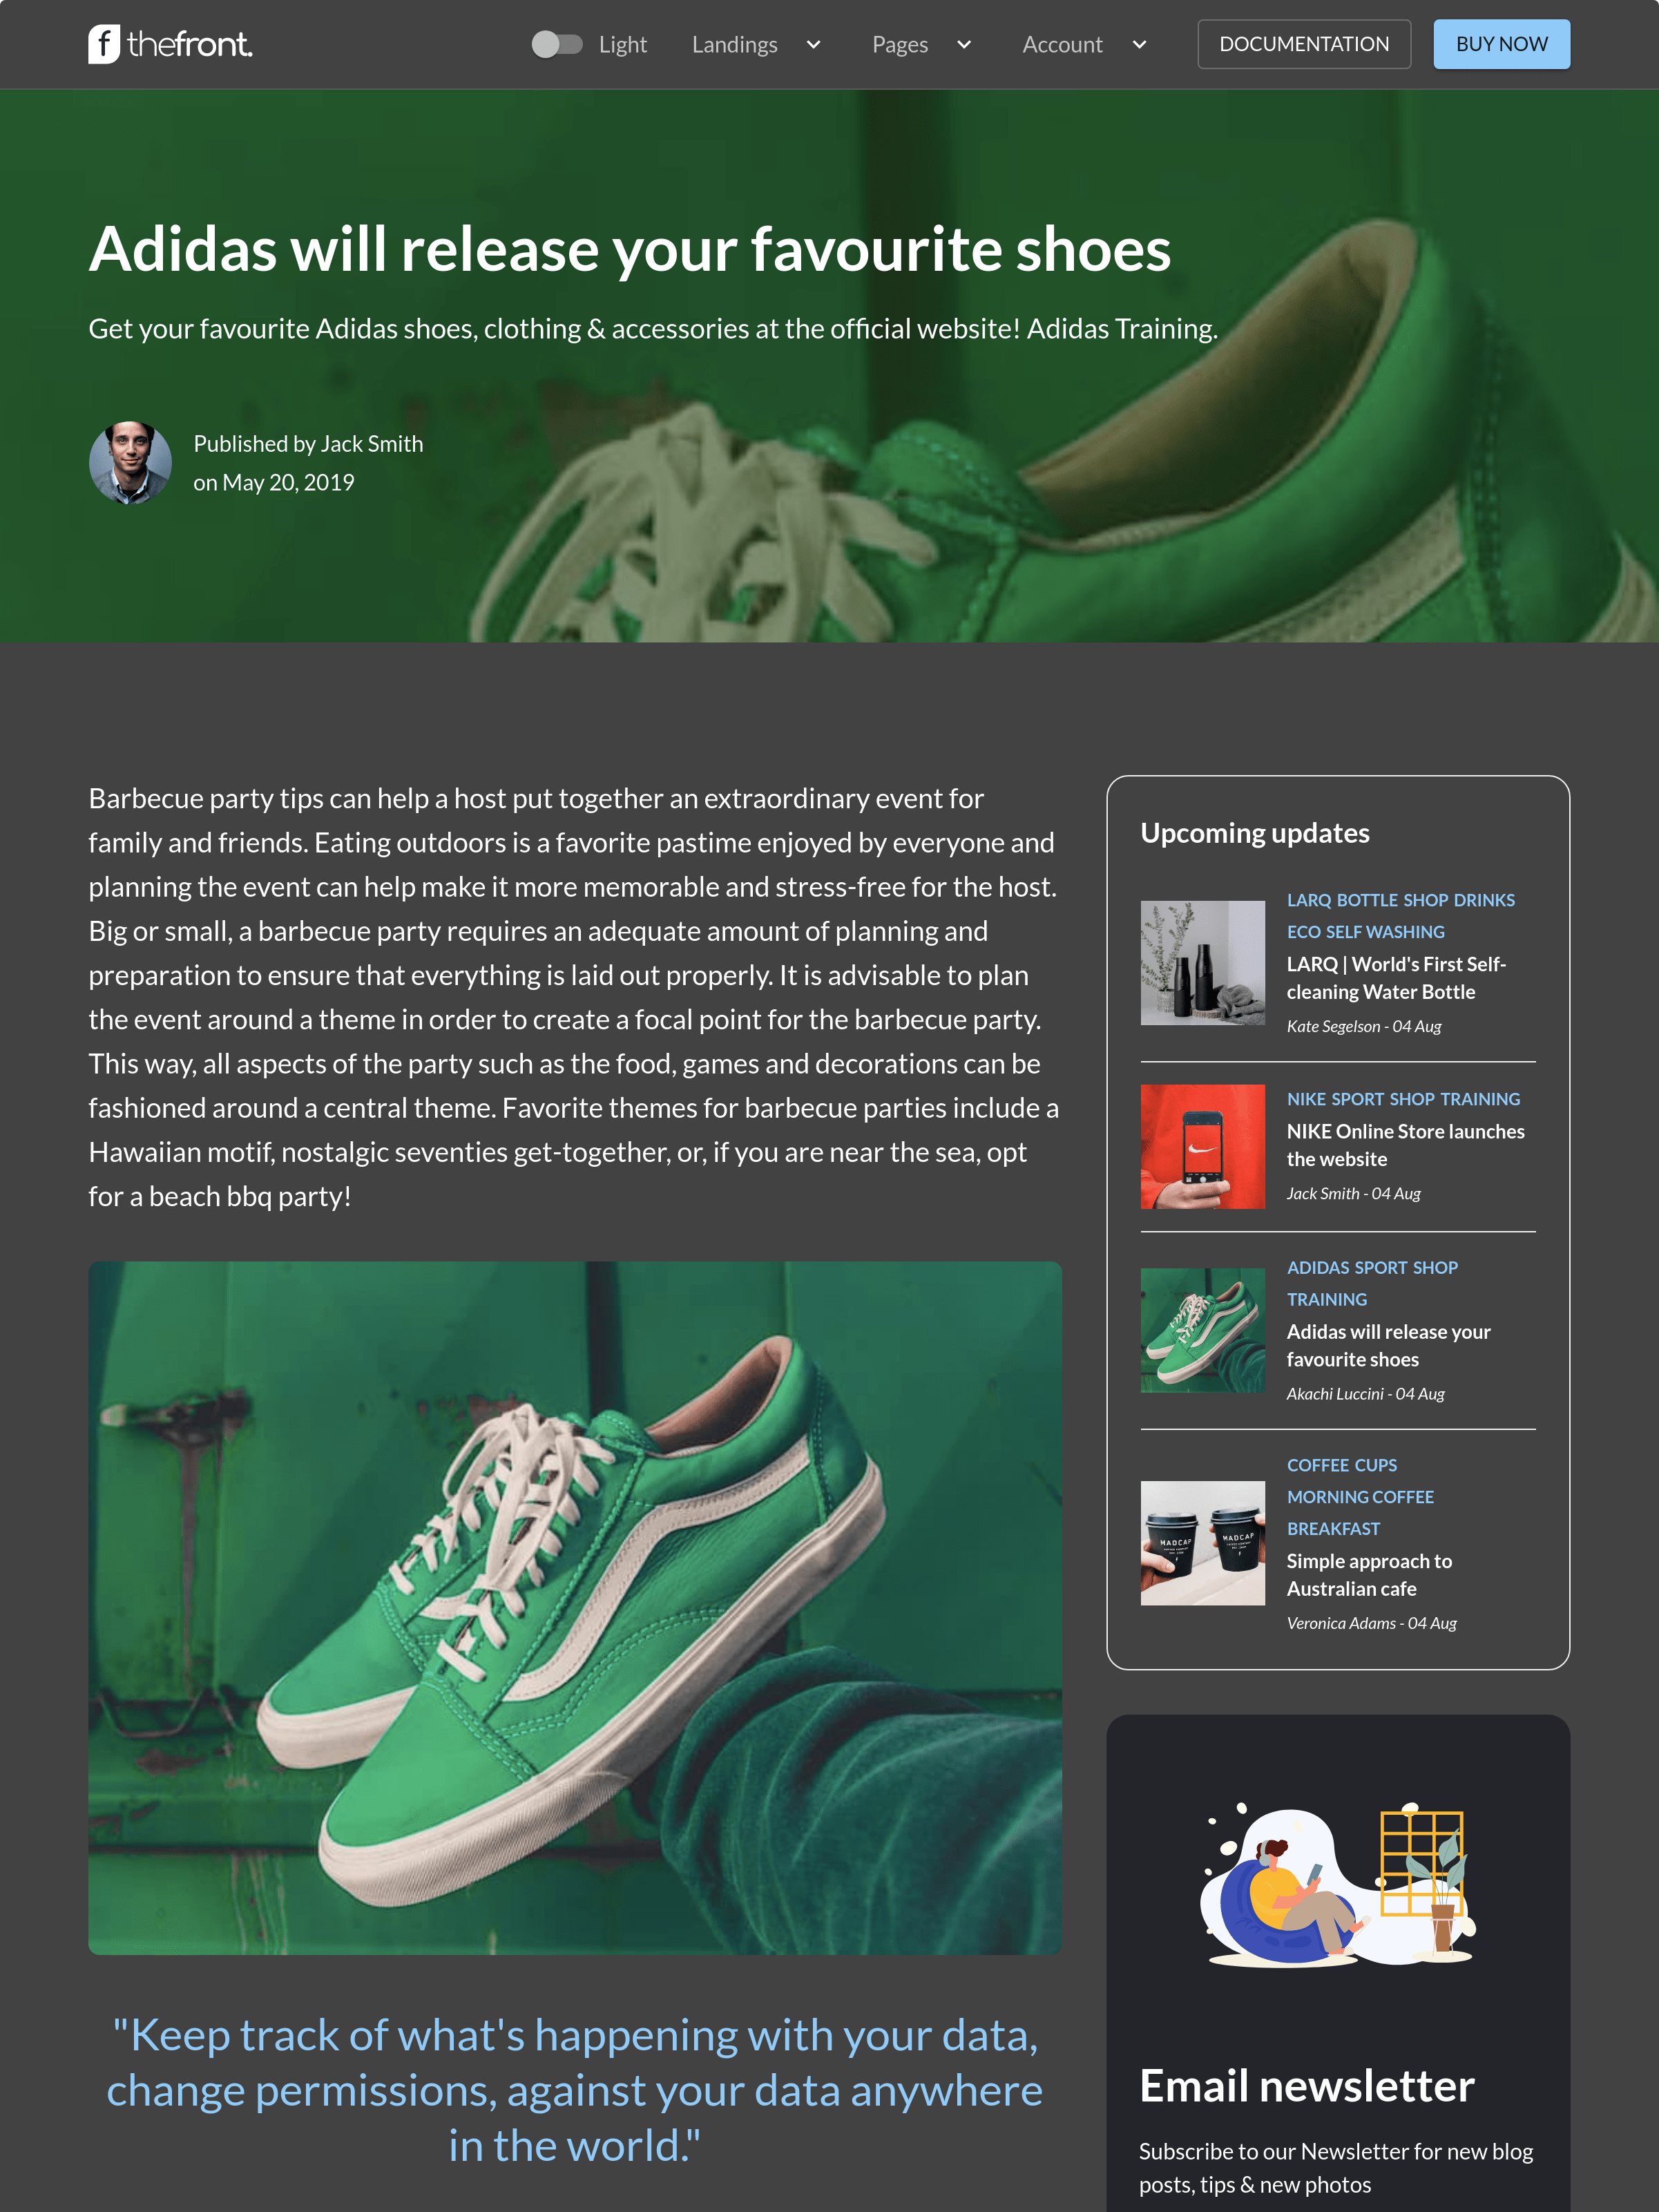 f thefront.
Light Landings Pages Account DOCUMENTATION BUY NOW
Adidas will release your favourite shoes
Get your favourite Adidas shoes, clothing & accessories at the official website! Adidas Training.
Published by Jack Smith
on May 20, 2019
Barbecue party tips can help a host put together an extraordinary event for
family and friends. Eating outdoors is a favorite pastime enjoyed by everyone and
planning the event can help make it more memorable and stress-free for the host.
Big or small, a barbecue party requires an adequate amount of planning and
preparation to ensure that everything is laid out properly. It is advisable to plan
the event around a theme in order to create a focal point for the barbecue party.
This way, all aspects of the party such as the food, games and decorations can be
fashioned around a central theme. Favorite themes for barbecue parties include a
Hawaiian motif, nostalgic seventies get-together, or, if you are near the sea, opt
for a beach bbq party!
"Keep track of what's happening with your data,
change permissions, against your data anywhere
in the world."
Upcoming updates
LARQ BOTTLE SHOP DRINKS
ECO SELF WASHING
LARQ | World's First Self-
cleaning Water Bottle
Kate Segelson - 04 Aug
NIKE SPORT SHOP TRAINING
NIKE Online Store launches
the website
Jack Smith - 04 Aug
ADIDAS SPORT SHOP
TRAINING
Adidas will release your
favourite shoes
Akachi Luccini - 04 Aug
MADCAP
MADCAP
COFFEE CUPS
MORNING COFFEE
BREAKFAST
Simple approach to
Australian cafe
Veronica Adams - 04 Aug
Email newsletter
Subscribe to our Newsletter for new blog
posts, tips & new photos